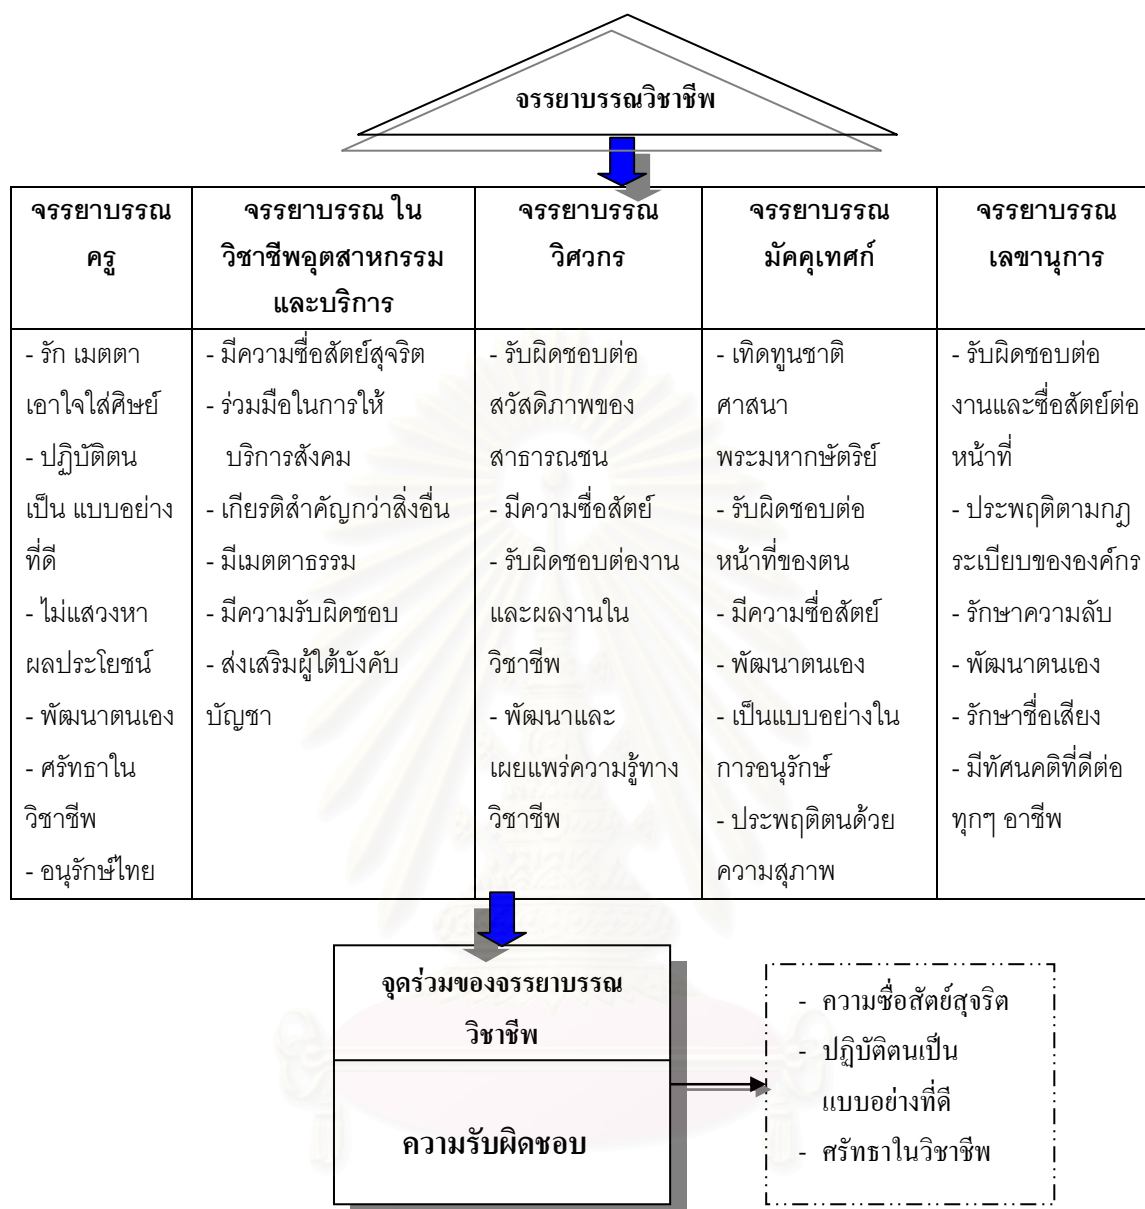 จรรยาบรรณวิชาชีพ
จรรยาบรรณ
ครู
จรรยาบรรณ ใน
วิชาชีพอุตสาหกรรม
และบริการ
จรรยาบรรณ
วิศวกร
จรรยาบรรณ
มัคคุเทศก์
จรรยาบรรณ
เลขานุการ
- รัก เมตตา
เอาใจใส่ศิษย์
- ปฏิบัติตน
เป็น แบบอย่าง
ที่ดี
- ไม่แสวงหา
ผลประโยชน์
- พัฒนาตนเอง
- ศรัทธาใน
วิชาชีพ
- อนุรักษ์ไทย
- มีความซื่อสัตย์สุจริต
- ร่วมมือในการให้
บริการสังคม
- เกียรติสำคัญกว่าสิ่งอื่น
- มีเมตตาธรรม
- มีความรับผิดชอบ
- ส่งเสริมผู้ใต้บังคับ
บัญชา
- รับผิดชอบต่อ
สวัสดิภาพของ
สาธารณชน
- มีความซื่อสัตย์
- รับผิดชอบต่องาน
และผลงานใน
วิชาชีพ
- พัฒนาและ
เผยแพร่ความรู้ทาง
วิชาชีพ
- เทิดทูนชาติ
ศาสนา
พระมหากษัตริย์
- รับผิดชอบต่อ
หน้าที่ของตน
- มีความซื่อสัตย์
- พัฒนาตนเอง
- เป็นแบบอย่างใน
การอนุรักษ์
- ประพฤติตนด้วย
ความสุภาพ
- รับผิดชอบต่อ
งานและซื่อสัตย์ต่อ
หน้าที่
- ประพฤติตามกฎ
ระเบียบขององค์กร
- รักษาความลับ
- พัฒนาตนเอง
- รักษาชื่อเสียง
- มีทัศนคติที่ดีต่อ
ทุกๆ อาชีพ
จุดร่วมของจรรยาบรรณ
วิชาชีพ
ความรับผิดชอบ
- ความซื่อสัตย์สุจริต
- ปฏิบัติตนเป็น
แบบอย่างที่ดี
- ศรัทธาในวิชาชีพ